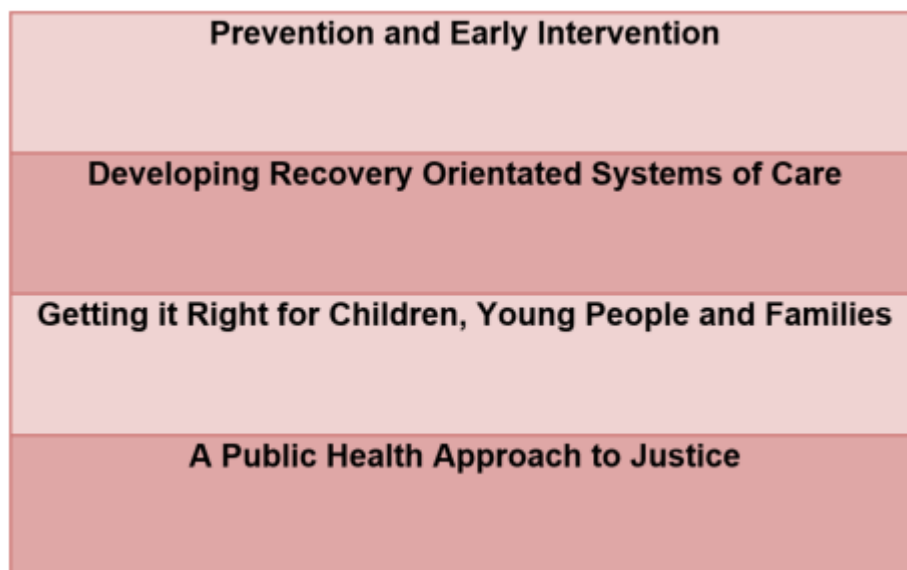 Prevention and Early Intervention
Developing Recovery Orientated Systems of Care
Getting it Right for Children, Young People and Families
A Public Health Approach to Justice